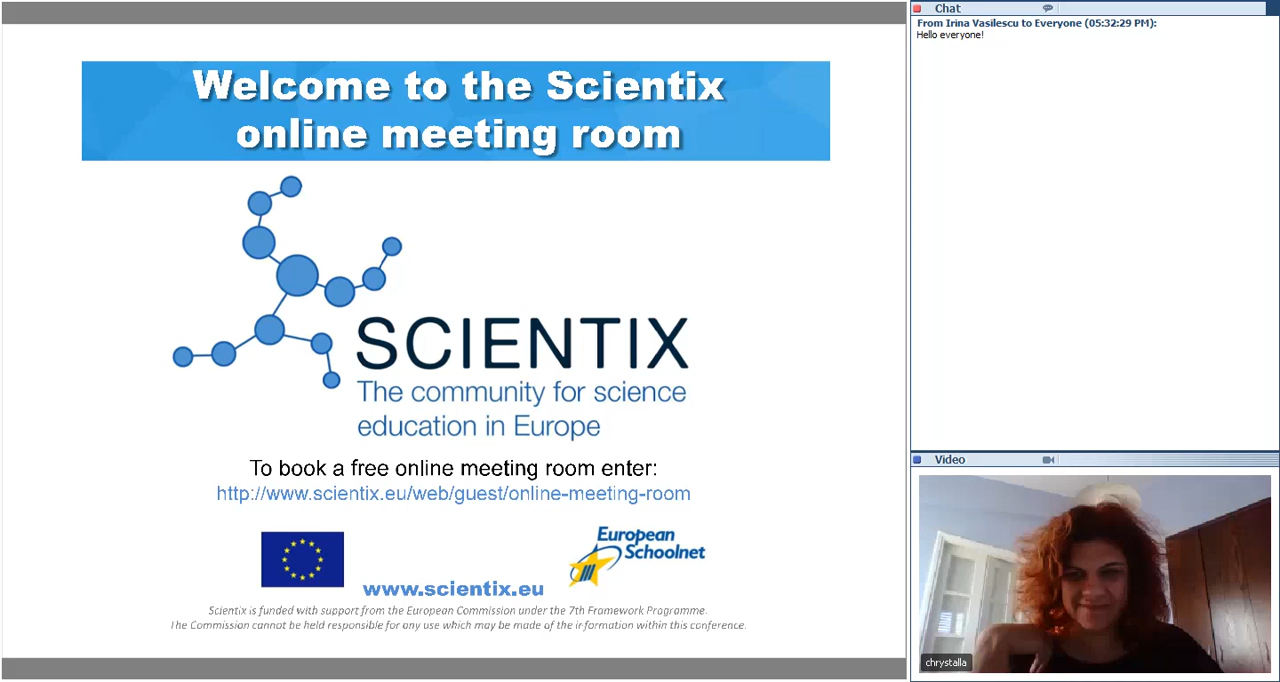 Welcome to the Scientix
online meeting room
SCIENTIX
The community for science
education in Europe
To book a free online meeting room enter:
http://www.scientix.eu/web/guest/online-meeting-room
European
Schoolnet
www.scientix.eu
Scientix is funded with support from the European Commission under the 7th Framework Programme.
The Commission cannot be held responsible for any use which may be made of the information within this conference.
Chat
From Irina Vasilescu to Everyone (05:32:29 PM):
Hello everyone!
Video
chrystalla